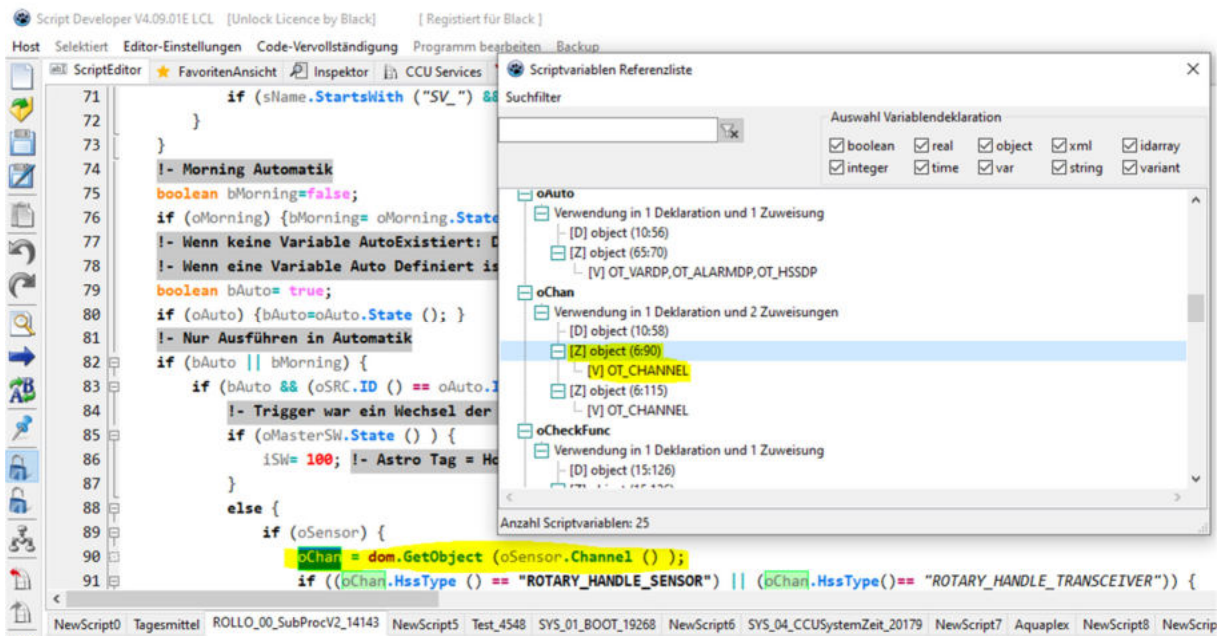 Script Developer V4.09.01E LCL [Unlock Licence by Black] [ Registiert für Black ]
Host Selektiert Editor-Einstellungen Code-Vervollständigung Programm bearbeiten Backup
ScriptEditor FavoritenAnsicht Inspektor CCU Services
71 if (sName.StartsWith ("SV_") &&
72 }
73 }
74 !- Morning Automatik
75 boolean bMorning=false;
76 if (oMorning) {bMorning= oMorning.State
77 !- Wenn keine Variable AutoExistiert: D
78 !- Wenn eine Variable Auto Definiert is
79 boolean bAuto= true;
80 if (oAuto) {bAuto=oAuto.State (); }
81 !- Nur Ausführen in Automatik
82 if (bAuto || bMorning) {
83 if (bAuto && (oSRC.ID () == oAuto.I
84 !- Trigger war ein Wechsel der
85 if (oMasterSW.State () ) {
86 iSW= 100; !- Astro Tag = Ho
87 }
88 else {
89 if (oSensor) {
90 oChan = dom.GetObject (oSensor.Channel () );
91 if ((oChan.HssType () == "ROTARY_HANDLE_SENSOR") || (oChan.HssType()== "ROTARY_HANDLE_TRANSCEIVER")) {
Scriptvariablen Referenzliste
Suchfilter
Auswahl Variablendeklaration
boolean real object xml idarray
integer time var string variant
oAuto
Verwendung in 1 Deklaration und 1 Zuweisung
[D] object (10:56)
[Z] object (65:70)
[V] OT_VARDP,OT_ALARMDP,OT_HSSDP
oChan
Verwendung in 1 Deklaration und 2 Zuweisungen
[D] object (10:58)
[Z] object (6:90)
[V] OT_CHANNEL
[Z] object (6:115)
[V] OT_CHANNEL
oCheckFunc
Verwendung in 1 Deklaration und 1 Zuweisung
[D] object (15:126)
Anzahl Scriptvariablen: 25
NewScript0 Tagesmittel ROLLO_00_SubProcV2_14143 NewScript5 Test_4548 SYS_01_BOOT_19268 NewScript6 SYS_04_CCUSystemZeit_20179 NewScript7 Aquaplex NewScript8 NewScrip